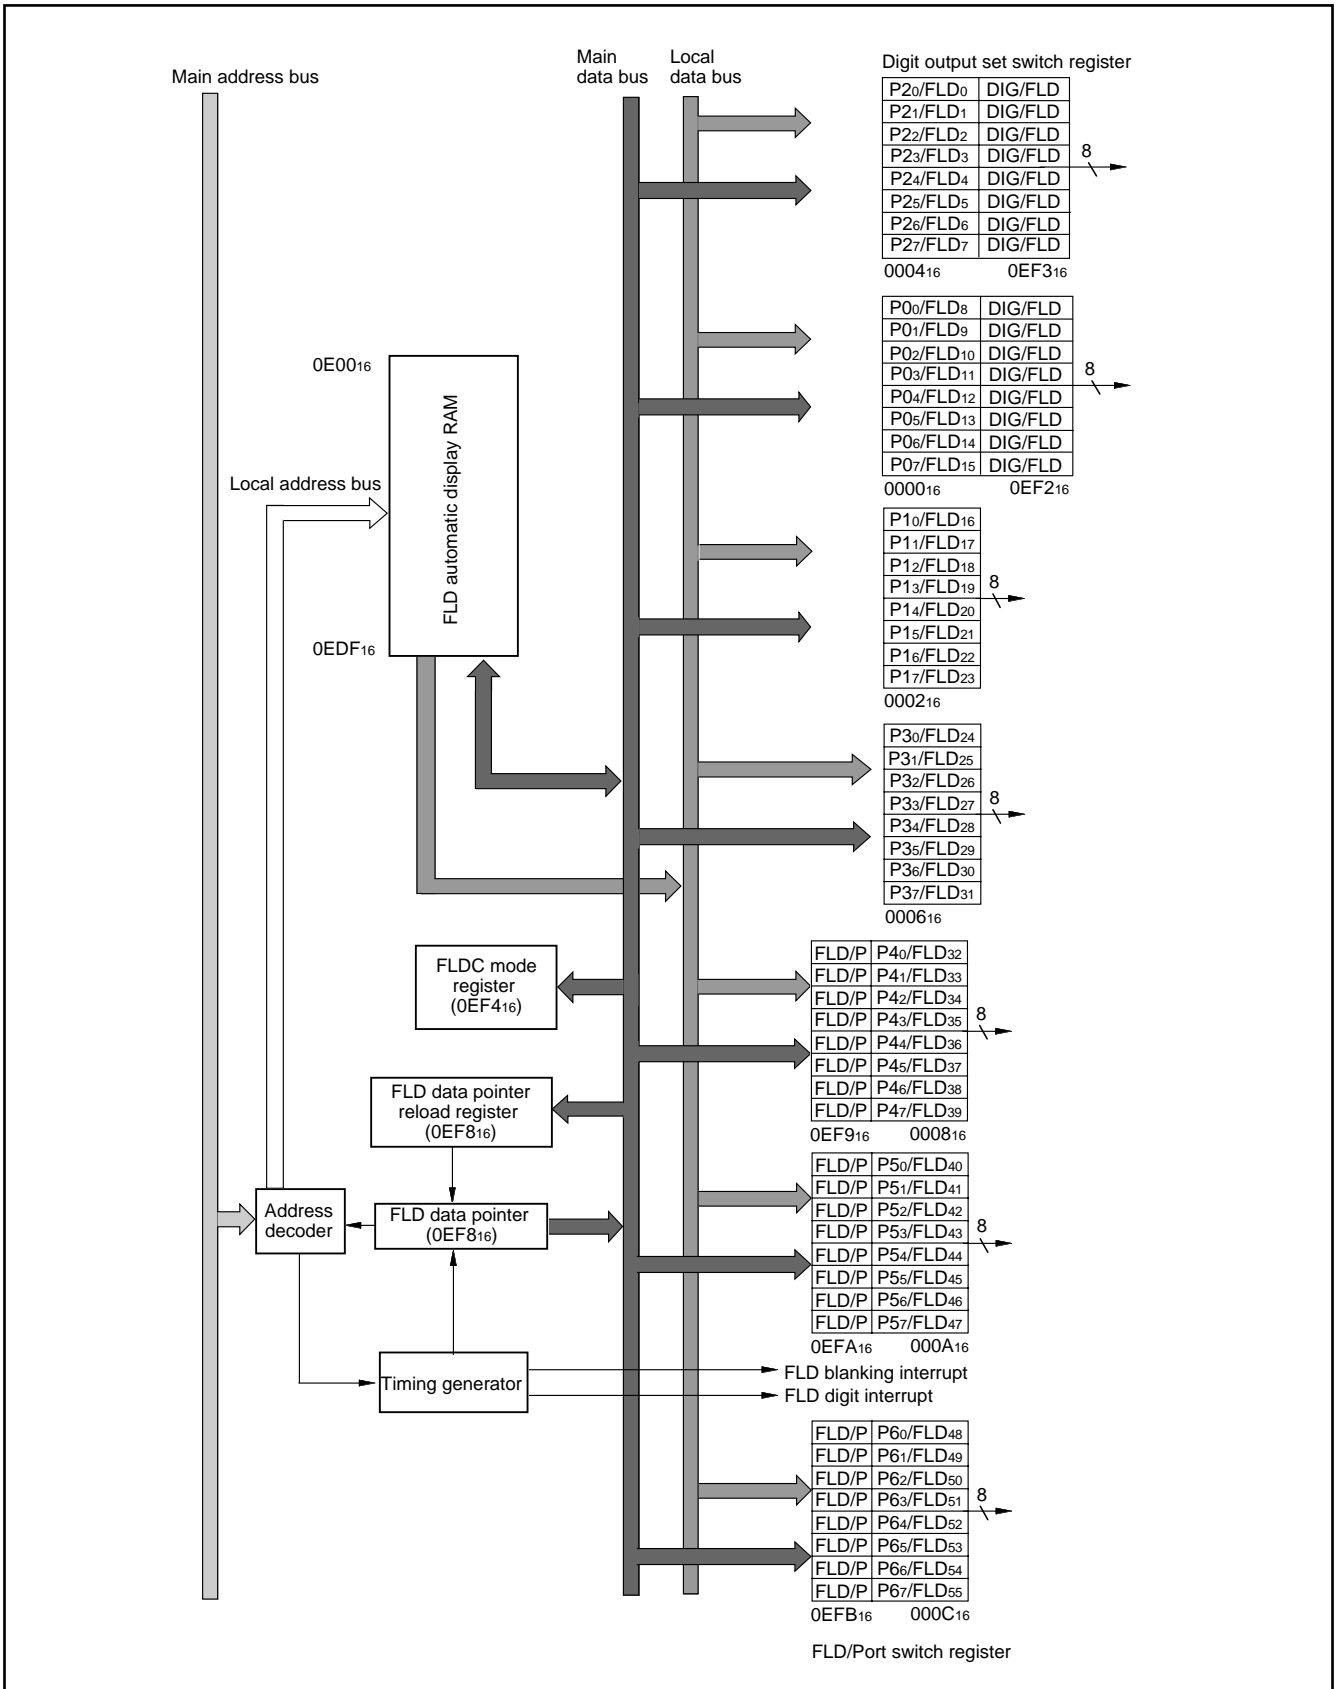 Main address bus
Main
data bus
Local
data bus
Digit output set switch register
P2₀/FLD₀ DIG/FLD
P2₁/FLD₁ DIG/FLD
P2₂/FLD₂ DIG/FLD
P2₃/FLD₃ DIG/FLD
P2₄/FLD₄ DIG/FLD
P2₅/FLD₅ DIG/FLD
P2₆/FLD₆ DIG/FLD
P2₇/FLD₇ DIG/FLD
8
0004₁₆ 0EF3₁₆
P0₀/FLD₈ DIG/FLD
P0₁/FLD₉ DIG/FLD
P0₂/FLD₁₀ DIG/FLD
P0₃/FLD₁₁ DIG/FLD
P0₄/FLD₁₂ DIG/FLD
P0₅/FLD₁₃ DIG/FLD
P0₆/FLD₁₄ DIG/FLD
P0₇/FLD₁₅ DIG/FLD
8
0000₁₆ 0EF2₁₆
0E00₁₆
FLD automatic display RAM
Local address bus
0EDF₁₆
P1₀/FLD₁₆
P1₁/FLD₁₇
P1₂/FLD₁₈
P1₃/FLD₁₉
P1₄/FLD₂₀
P1₅/FLD₂₁
P1₆/FLD₂₂
P1₇/FLD₂₃
8
0002₁₆
P3₀/FLD₂₄
P3₁/FLD₂₅
P3₂/FLD₂₆
P3₃/FLD₂₇
P3₄/FLD₂₈
P3₅/FLD₂₉
P3₆/FLD₃₀
P3₇/FLD₃₁
8
0006₁₆
FLDC mode
register
(0EF4₁₆)
FLD/P P4₀/FLD₃₂
FLD/P P4₁/FLD₃₃
FLD/P P4₂/FLD₃₄
FLD/P P4₃/FLD₃₅
FLD/P P4₄/FLD₃₆
FLD/P P4₅/FLD₃₇
FLD/P P4₆/FLD₃₈
FLD/P P4₇/FLD₃₉
8
0EF9₁₆ 0008₁₆
FLD data pointer
reload register
(0EF8₁₆)
Address
decoder
FLD data pointer
(0EF8₁₆)
FLD/P P5₀/FLD₄₀
FLD/P P5₁/FLD₄₁
FLD/P P5₂/FLD₄₂
FLD/P P5₃/FLD₄₃
FLD/P P5₄/FLD₄₄
FLD/P P5₅/FLD₄₅
FLD/P P5₆/FLD₄₆
FLD/P P5₇/FLD₄₇
8
0EFA₁₆ 000A₁₆
Timing generator
FLD blanking interrupt
FLD digit interrupt
FLD/P P6₀/FLD₄₈
FLD/P P6₁/FLD₄₉
FLD/P P6₂/FLD₅₀
FLD/P P6₃/FLD₅₁
FLD/P P6₄/FLD₅₂
FLD/P P6₅/FLD₅₃
FLD/P P6₆/FLD₅₄
FLD/P P6₇/FLD₅₅
8
0EFB₁₆ 000C₁₆
FLD/Port switch register